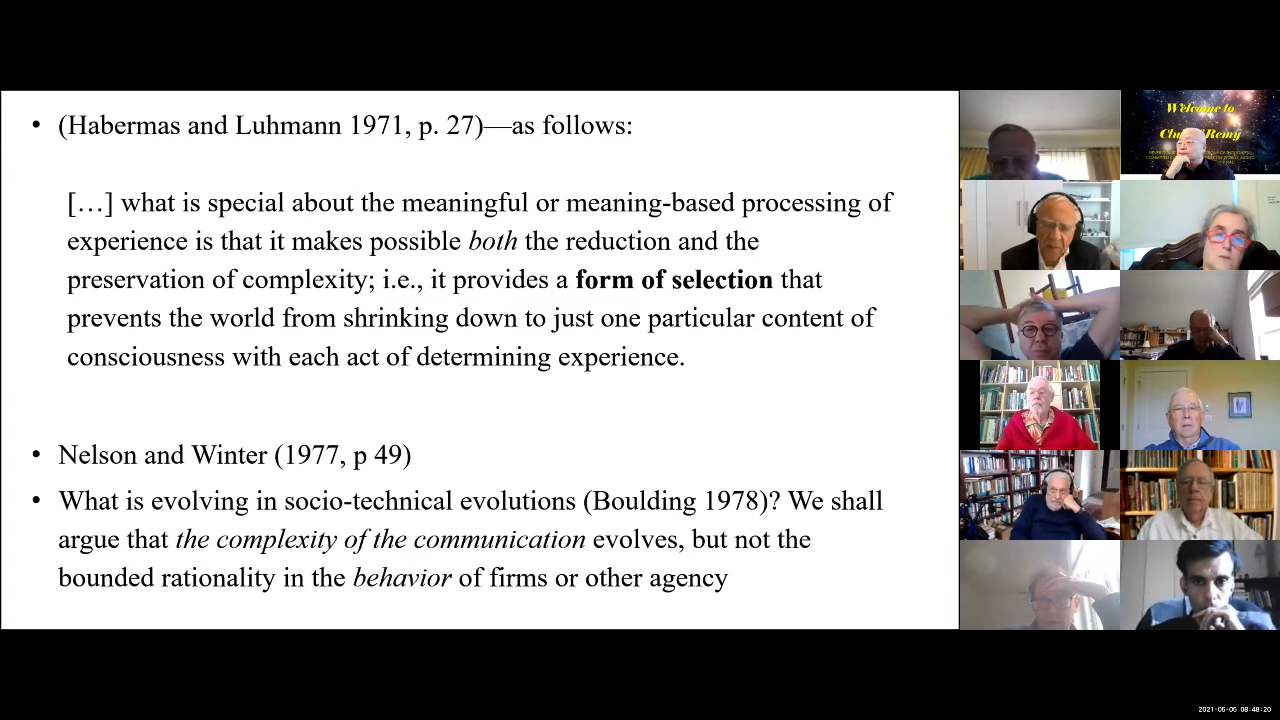 • (Habermas and Luhmann 1971, p. 27)—as follows:
[…] what is special about the meaningful or meaning-based processing of
experience is that it makes possible both the reduction and the
preservation of complexity; i.e., it provides a form of selection that
prevents the world from shrinking down to just one particular content of
consciousness with each act of determining experience.
• Nelson and Winter (1977, p 49)
• What is evolving in socio-technical evolutions (Boulding 1978)? We shall
argue that the complexity of the communication evolves, but not the
bounded rationality in the behavior of firms or other agency
Welcome to
Remy
2021-05-05 08:48:20